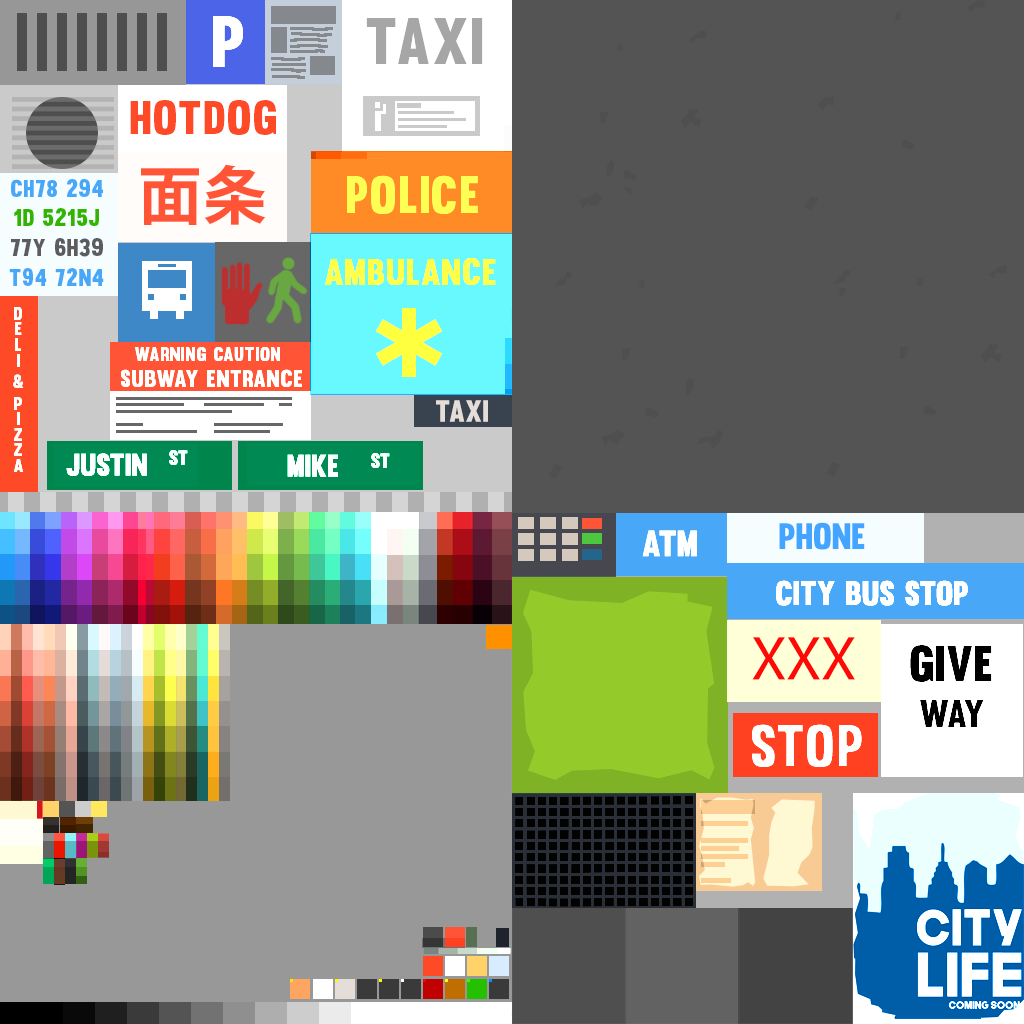 P
TAXI
HOTDOG
面条
CH78 294
1D 5215J
77Y 6H39
T94 72N4
POLICE
AMBULANCE
DELI & PIZZA
WARNING CAUTION
SUBWAY ENTRANCE
TAXI
JUSTIN ST
MIKE ST
ATM
PHONE
CITY BUS STOP
XXX
GIVE
WAY
STOP
CITY
LIFE
COMING SOON